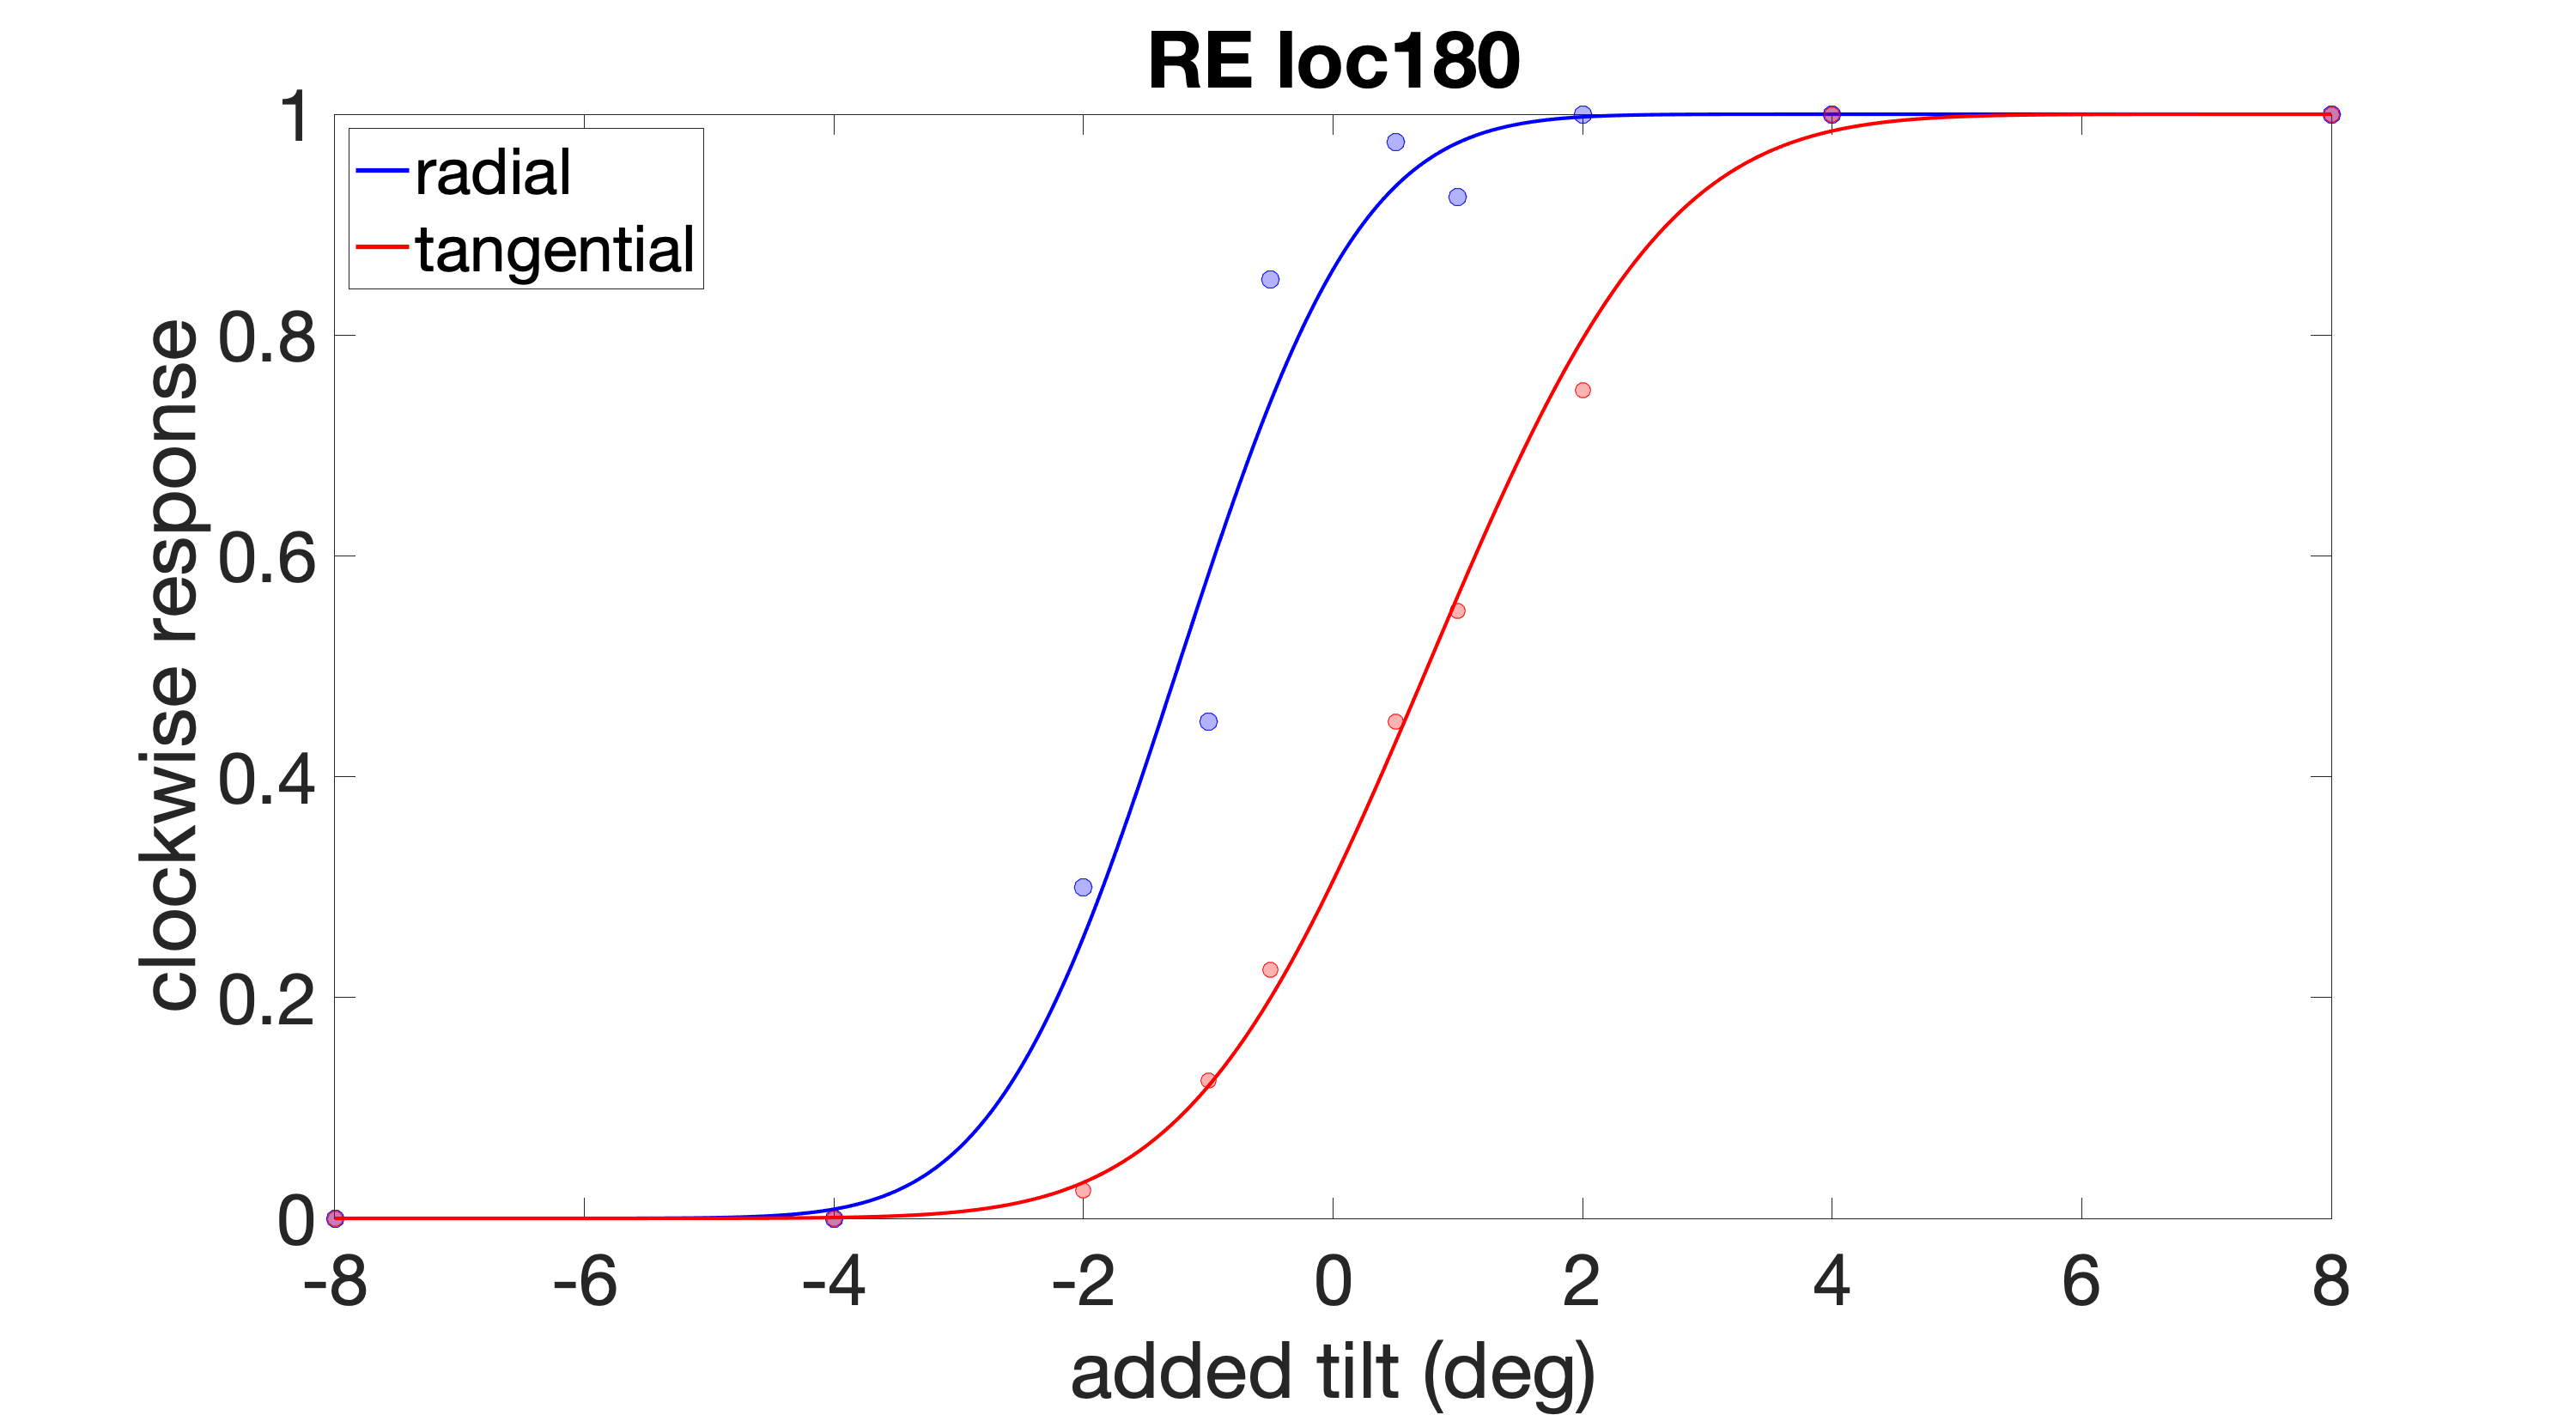 RE loc180
radial
tangential
clockwise response
1
0.8
0.6
0.4
0.2
0
-8 -6 -4 -2 0 2 4 6 8
added tilt (deg)